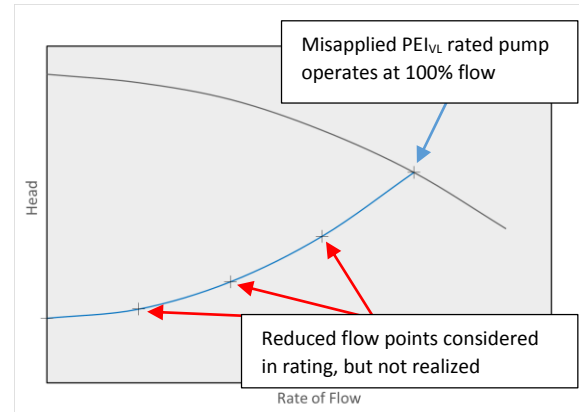 Misapplied PEIVL rated pump
operates at 100% flow
Head
Reduced flow points considered
in rating, but not realized
Rate of Flow